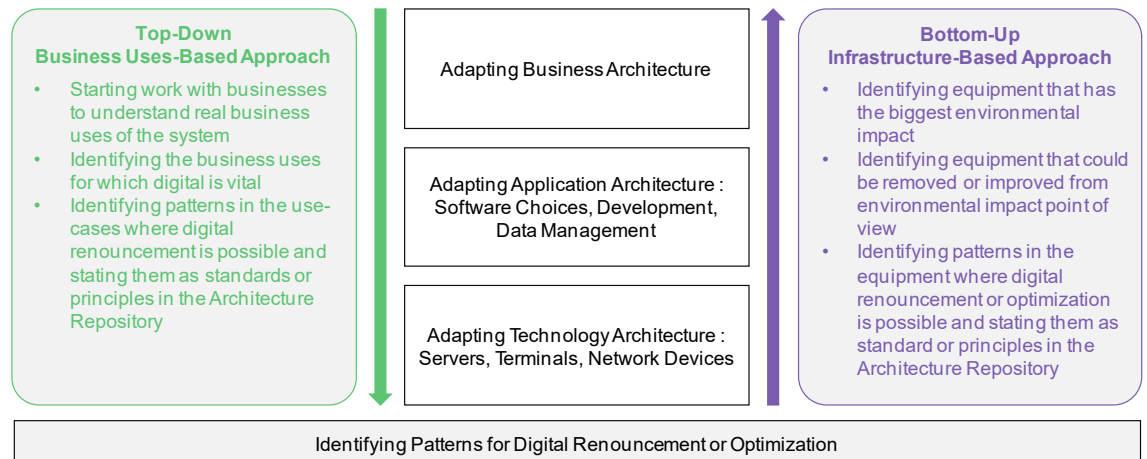 Top-Down
Business Uses-Based Approach
• Starting work with businesses
to understand real business
uses of the system
• Identifying the business uses
for which digital is vital
• Identifying patterns in the use-
cases where digital
renouncement is possible and
stating them as standards or
principles in the Architecture
Repository
Adapting Business Architecture
Adapting Application Architecture :
Software Choices, Development,
Data Management
Adapting Technology Architecture :
Servers, Terminals, Network Devices
Bottom-Up
Infrastructure-Based Approach
• Identifying equipment that has
the biggest environmental
impact
• Identifying equipment that could
be removed or improved from
environmental impact point of
view
• Identifying patterns in the
equipment where digital
renouncement or optimization
is possible and stating them as
standard or principles in the
Architecture Repository
Identifying Patterns for Digital Renouncement or Optimization